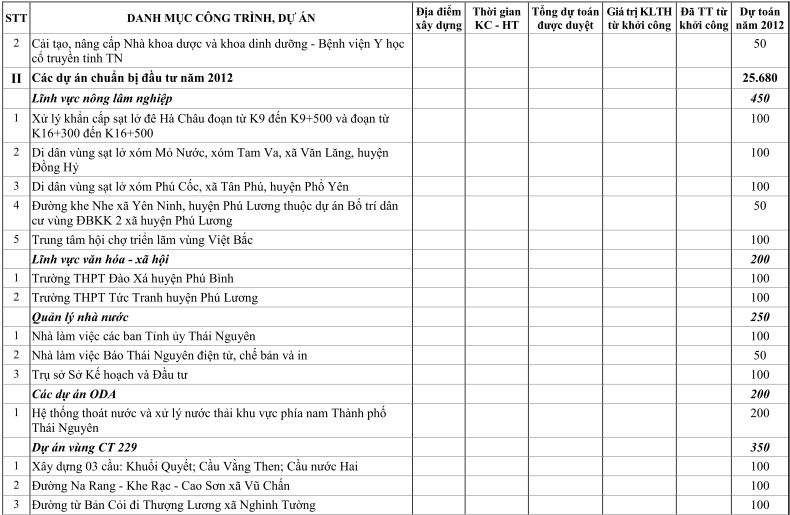 STT DANH MỤC CÔNG TRÌNH, DỰ ÁN Địa điểm xây dựng Thời gian KC - HT Tổng dự toán được duyệt Giá trị KLTH từ khởi công Đã TT từ khởi công Dự toán năm 2012
2 Cải tạo, nâng cấp Nhà khoa dược và khoa dinh dưỡng - Bệnh viện Y học 50
cổ truyền tỉnh TN
II Các dự án chuẩn bị đầu tư năm 2012 25.680
Lĩnh vực nông lâm nghiệp 450
1 Xử lý khẩn cấp sạt lở đê Hà Châu đoạn từ K9 đến K9+500 và đoạn từ 100
K16+300 đến K16+500
2 Di dân vùng sạt lở xóm Mỏ Nước, xóm Tam Va, xã Văn Lăng, huyện 100
Đồng Hỷ
3 Di dân vùng sạt lở xóm Phú Cốc, xã Tân Phú, huyện Phổ Yên 100
4 Đường khe Nhe xã Yên Ninh, huyện Phú Lương thuộc dự án Bố trí dân 50
cư vùng ĐBKK 2 xã huyện Phú Lương
5 Trung tâm hội chợ triển lãm vùng Việt Bắc 100
Lĩnh vực văn hóa - xã hội 200
1 Trường THPT Đào Xá huyện Phú Bình 100
2 Trường THPT Tức Tranh huyện Phú Lương 100
Quản lý nhà nước 250
1 Nhà làm việc các ban Tỉnh ủy Thái Nguyên 100
2 Nhà làm việc Báo Thái Nguyên điện tử, chế bản và in 50
3 Trụ sở Sở Kế hoạch và Đầu tư 100
Các dự án ODA 200
1 Hệ thống thoát nước và xử lý nước thải khu vực phía nam Thành phố 200
Thái Nguyên
Dự án vùng CT 229 350
1 Xây dựng 03 cầu: Khuổi Quyết; Cầu Vằng Then; Cầu nước Hai 100
2 Đường Na Rang - Khe Rạc - Cao Sơn xã Vũ Chấn 100
3 Đường từ Bản Cỏi đi Thượng Lương xã Nghinh Tường 100